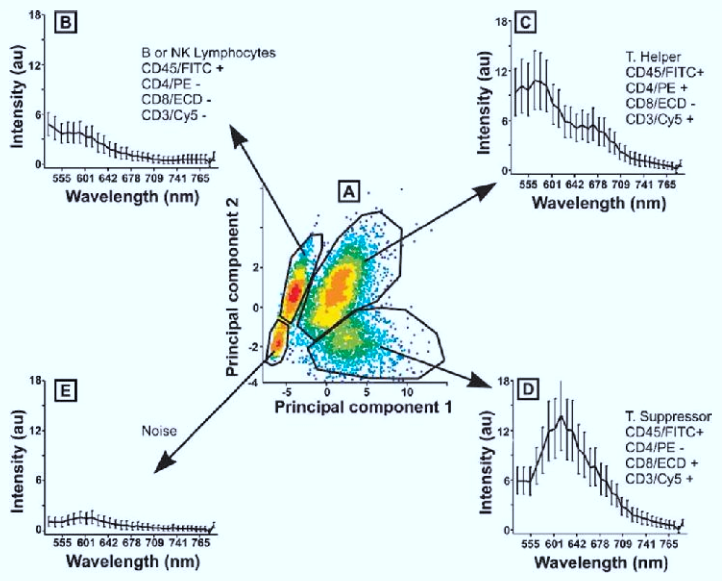 B
18
12
6
0
Intensity (au)
B or NK Lymphocytes
CD45/FITC +
CD4/PE -
CD8/ECD -
CD3/Cy5 -
555 601 642 678 709 741 765
Wavelength (nm)
C
18
12
6
0
Intensity (au)
T. Helper
CD45/FITC+
CD4/PE +
CD8/ECD -
CD3/Cy5 +
555 601 642 678 709 741 765
Wavelength (nm)
A
Principal component 2
2
0
-2
-4
-5 0 5 10
Principal component 1
E
18
12
6
0
Intensity (au)
Noise
555 601 642 678 709 741 765
Wavelength (nm)
D
18
12
6
0
Intensity (au)
T. Suppressor
CD45/FITC+
CD4/PE -
CD8/ECD +
CD3/Cy5 +
555 601 642 678 709 741 765
Wavelength (nm)